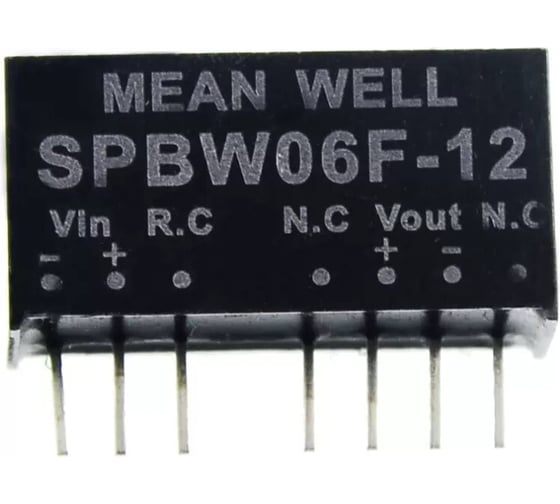 MEAN WELL
SPBW06F-12
Vin R.C N.C Vout N.C
- + + -